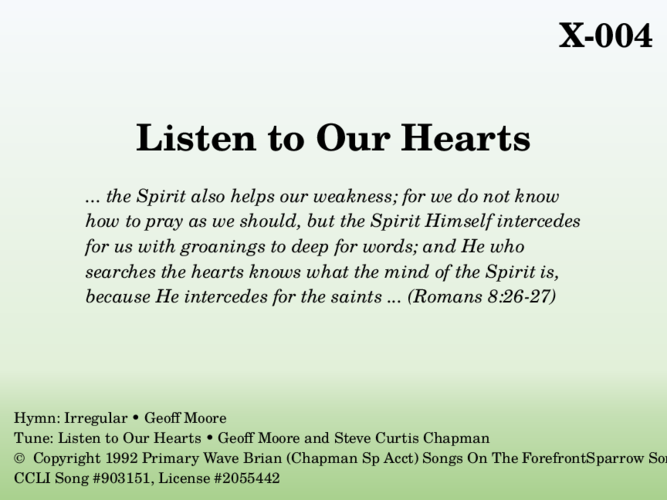 X-004
Listen to Our Hearts
... the Spirit also helps our weakness; for we do not know
how to pray as we should, but the Spirit Himself intercedes
for us with groanings to deep for words; and He who
searches the hearts knows what the mind of the Spirit is,
because He intercedes for the saints ... (Romans 8:26-27)
Hymn: Irregular • Geoff Moore
Tune: Listen to Our Hearts • Geoff Moore and Steve Curtis Chapman
© Copyright 1992 Primary Wave Brian (Chapman Sp Acct) Songs On The ForefrontSparrow
CCLI Song #903151, License #2055442